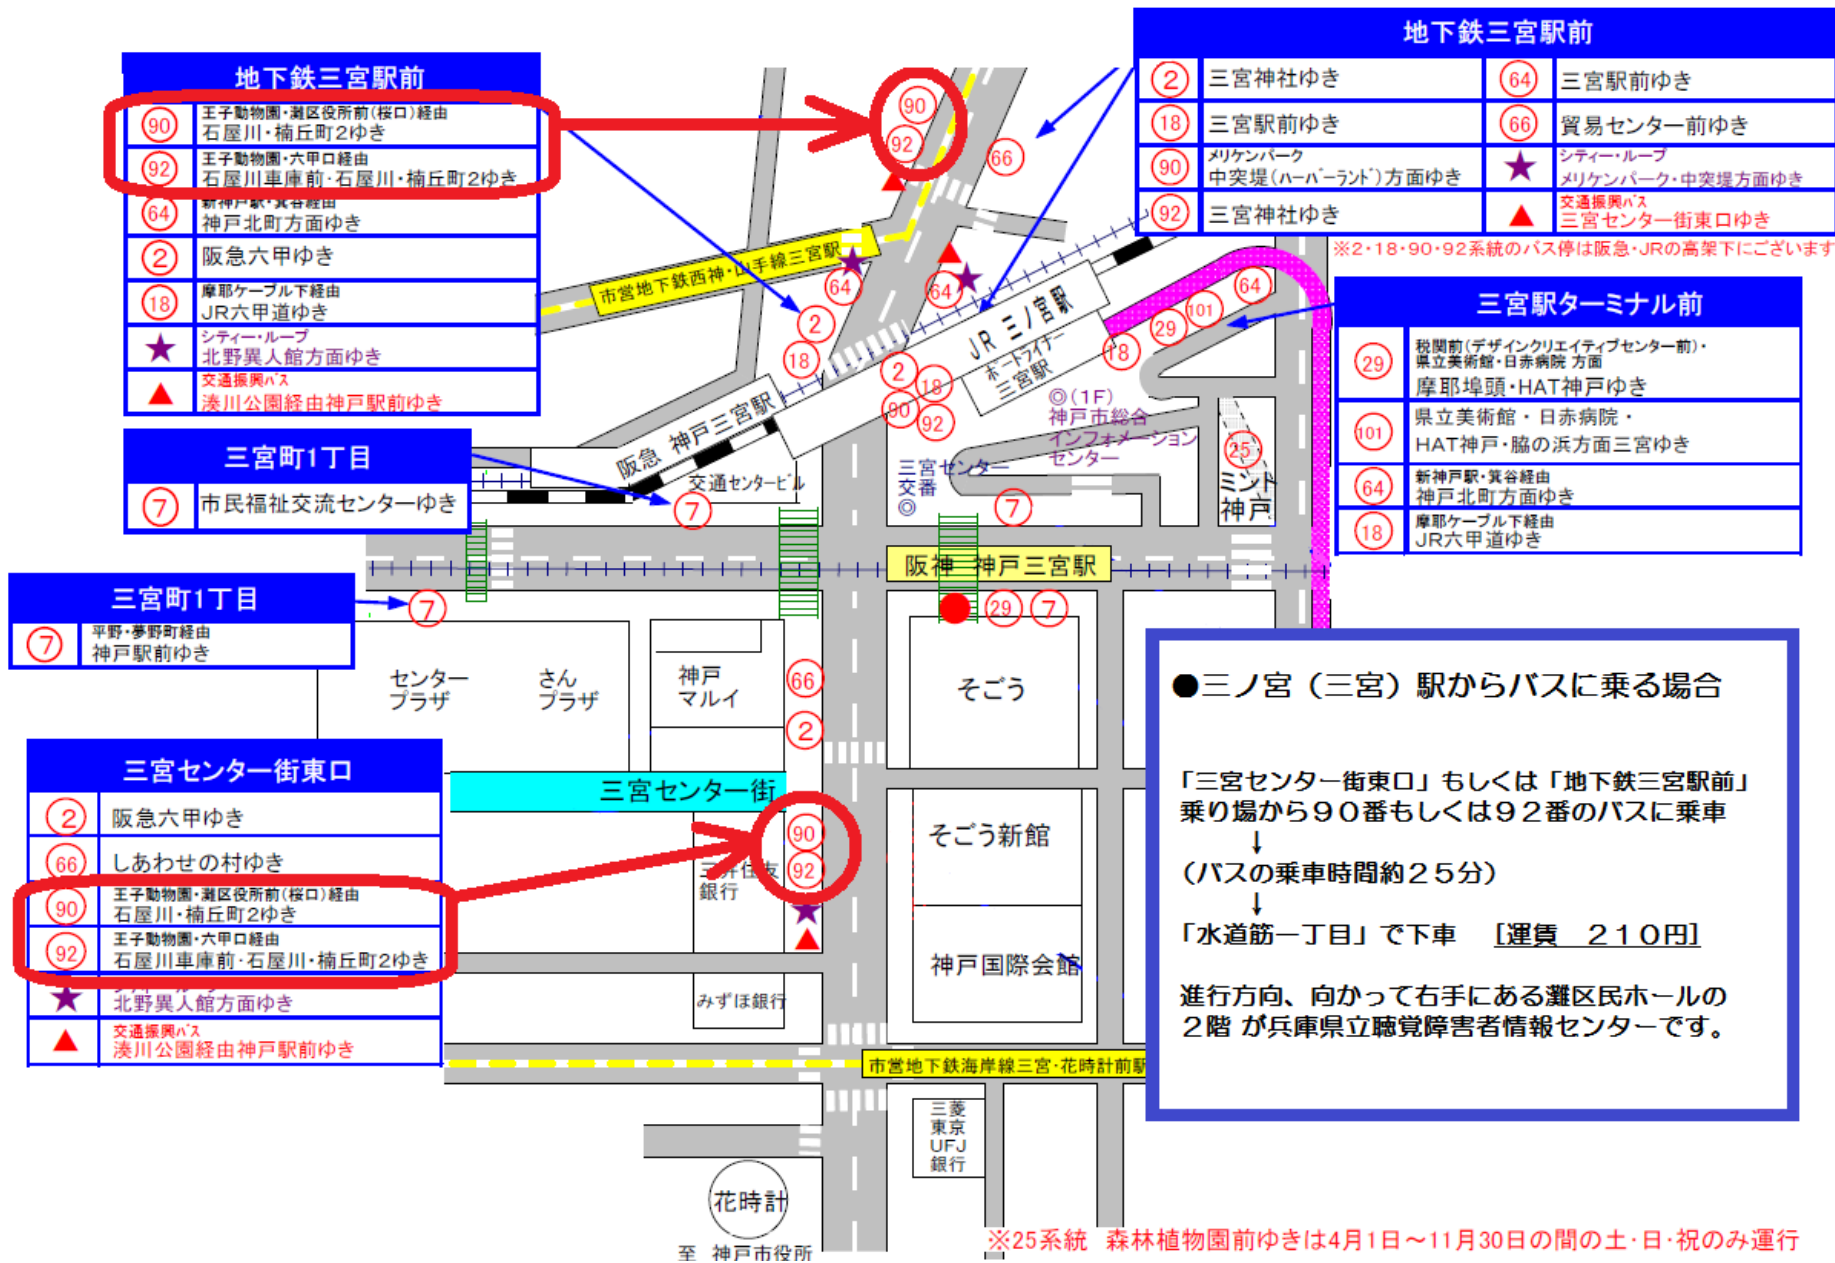 地下鉄三宮駅前
90
王子動物園・灘区役所前(桜口)経由
石屋川・楠丘町2ゆき
92
王子動物園・六甲口経由
石屋川車庫前・石屋川・楠丘町2ゆき
64
新神戸駅・箕谷経由
神戸北町方面ゆき
2
阪急六甲ゆき
18
摩耶ケーブル下経由
JR六甲道ゆき
シティー・ループ
北野異人館方面ゆき
交通振興バス
湊川公園経由神戸駅前ゆき
三宮町1丁目
7
市民福祉交流センターゆき
三宮町1丁目
7
平野・夢野町経由
神戸駅前ゆき
三宮センター街東口
2
阪急六甲ゆき
66
しあわせの村ゆき
90
王子動物園・灘区役所前(桜口)経由
石屋川・楠丘町2ゆき
92
王子動物園・六甲口経由
石屋川車庫前・石屋川・楠丘町2ゆき
北野異人館方面ゆき
交通振興バス
湊川公園経由神戸駅前ゆき
地下鉄三宮駅前
2
三宮神社ゆき
64
三宮駅前ゆき
18
三宮駅前ゆき
66
貿易センター前ゆき
90
メリケンパーク
中突堤(ハーバーランド)方面ゆき
シティー・ループ
メリケンパーク・中突堤方面ゆき
92
三宮神社ゆき
交通振興バス
三宮センター街東口ゆき
※2・18・90・92系統のバス停は阪急・JRの高架下にございます
三宮駅ターミナル前
29
税関前(デザインクリエイティブセンター前)・
県立美術館・日赤病院 方面
摩耶埠頭・HAT神戸ゆき
101
県立美術館・日赤病院・
HAT神戸・脇の浜方面三宮ゆき
64
新神戸駅・箕谷経由
神戸北町方面ゆき
18
摩耶ケーブル下経由
JR六甲道ゆき
90
92
66
市営地下鉄西神・山手線三宮駅
64
64
2
18
JR 三ノ宮駅
ポートライナー
三宮駅
64
101
29
18
2
18
90
92
阪急 神戸三宮駅
交通センタービル
7
◎(1F)
神戸市総合
インフォメーション
センター
三宮センター
交番
◎
7
25
ミント
神戸
阪神 神戸三宮駅
7
29
7
センター
プラザ
さん
プラザ
神戸
マルイ
66
2
そごう
三宮センター街
90
92
三井住友
銀行
そごう新館
神戸国際会館
みずほ銀行
市営地下鉄海岸線三宮・花時計前駅
三菱
東京
UFJ
銀行
花時計
至 神戸市役所
●三ノ宮（三宮）駅からバスに乗る場合
「三宮センター街東口」もしくは「地下鉄三宮駅前」
乗り場から９０番もしくは９２番のバスに乗車
↓
（バスの乗車時間約２５分）
↓
「水道筋一丁目」で下車 [運賃 ２１０円]
進行方向、向かって右手にある灘区民ホールの
２階 が兵庫県立聴覚障害者情報センターです。
※25系統 森林植物園前ゆきは4月1日～11月30日の間の土・日・祝のみ運行